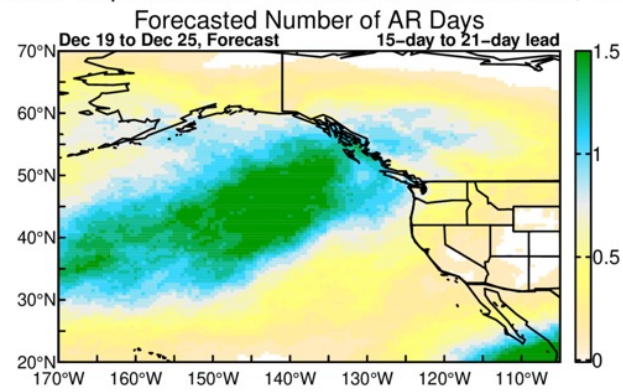 Forecasted Number of AR Days
Dec 19 to Dec 25, Forecast 15-day to 21-day lead
70°N
60°N
50°N
40°N
30°N
20°N
170°W 160°W 150°W 140°W 130°W 120°W 110°W
1.5
1
0.5
0